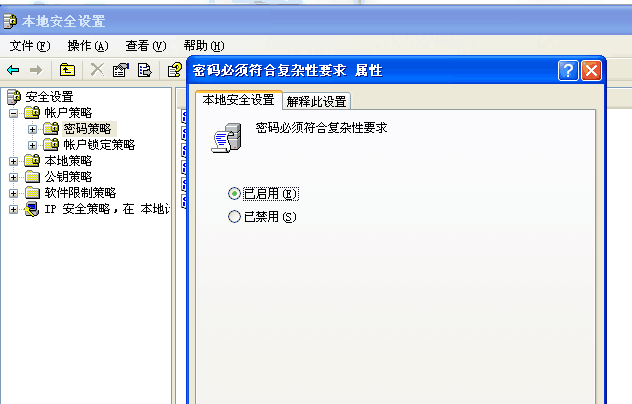 本地安全设置
文件(F) 操作(A) 查看(V) 帮助(H)
密码必须符合复杂性要求 属性
安全设置
帐户策略
密码策略
帐户锁定策略
本地策略
公钥策略
软件限制策略
IP 安全策略，在 本地
本地安全设置 解释此设置
密码必须符合复杂性要求
已启用(E)
已禁用(S)